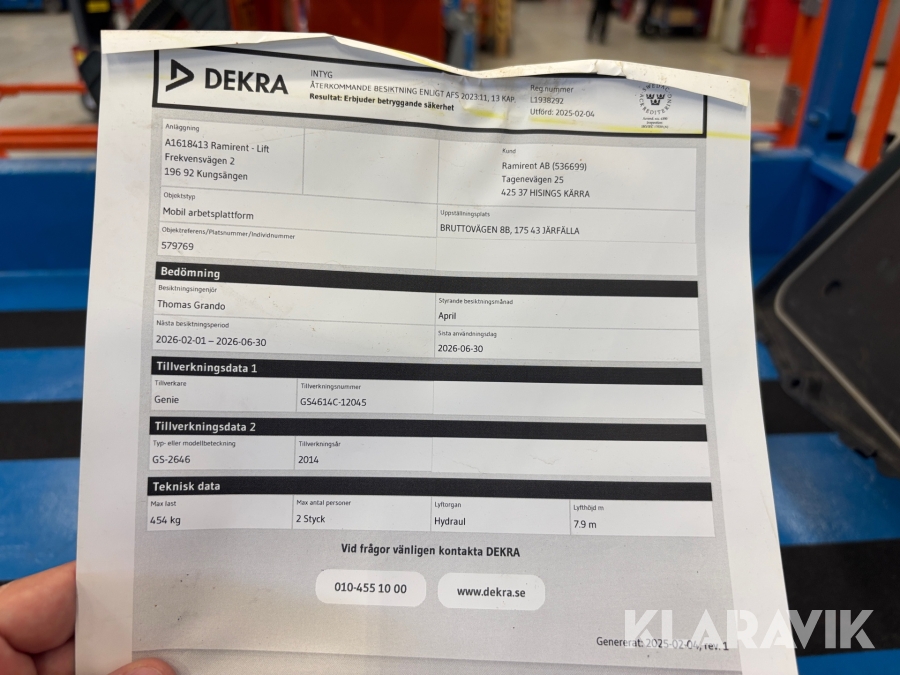 DEKRA
INTYG
ÅTERKOMMANDE BESIKTNING ENLIGT AFS 2023:11, 13 KAP.
Resultat: Erbjuder betryggande säkerhet
Reg.nummer
L1938292
Utförd: 2025-02-04
Anläggning
A1618413 Ramirent - Lift
Frekvensvägen 2
196 92 Kungsängen
Kund
Ramirent AB (536699)
Tagenevägen 25
425 37 HISINGS KÄRRA
Objektstyp
Mobil arbetsplattform
Uppställningsplats
BRUTTOVÄGEN 8B, 175 43 JÄRFÄLLA
Objektreferens/Platsnummer/Individnummer
579769
Bedömning
Besiktningsingenjör
Thomas Grando
Styrande besiktningsmånad
April
Nästa besiktningsperiod
2026-02-01 – 2026-06-30
Sista användningsdag
2026-06-30
Tillverkningsdata 1
Tillverkare
Genie
Tillverkningsnummer
GS4614C-12045
Tillverkningsdata 2
Typ- eller modellbeteckning
GS-2646
Tillverkningsår
2014
Teknisk data
Max last
454 kg
Max antal personer
2 Styck
Lyftorgan
Hydraul
Lyfthöjd m
7.9 m
Vid frågor vänligen kontakta DEKRA
010-455 10 00
www.dekra.se
Genererat: 2025-02-04, rev. 1
KLARAVIK